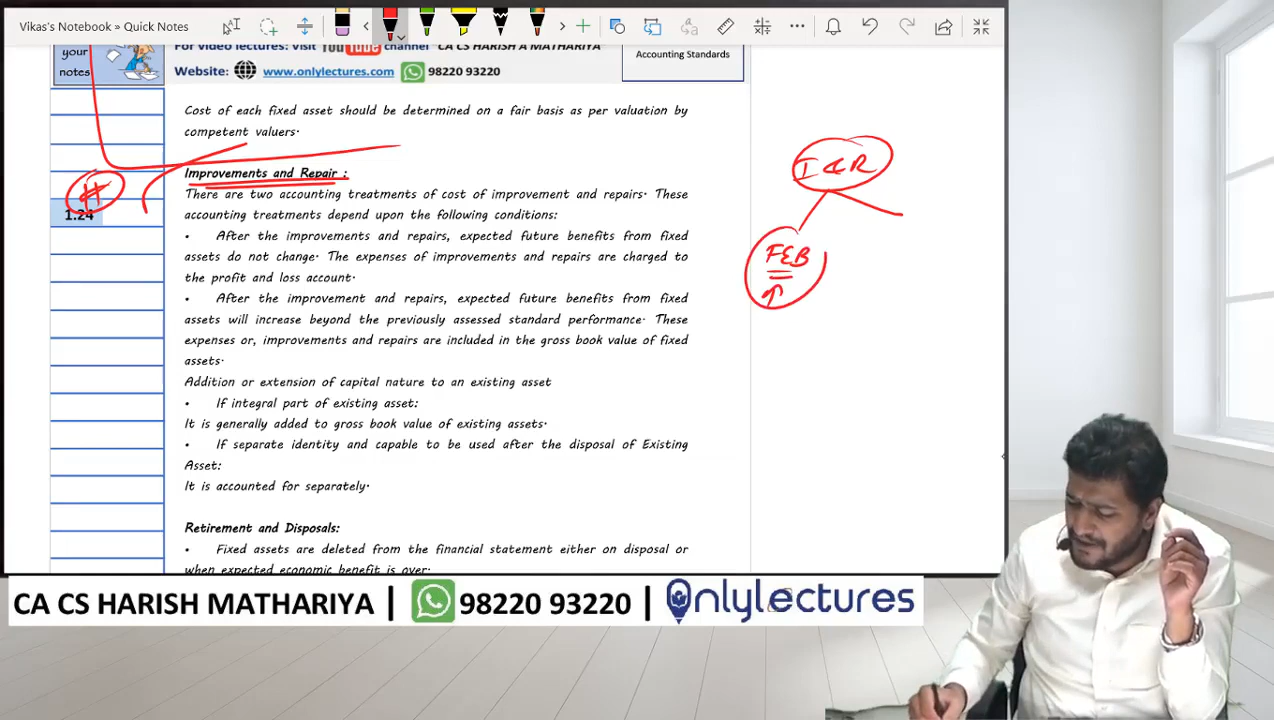 Vikas's Notebook » Quick Notes
your
notes
For video lectures: Visit YouTube channel "CA CS HARISH A MATHARIYA
Website: www.onlylectures.com 98220 93220
Accounting Standards
Cost of each fixed asset should be determined on a fair basis as per valuation by
competent valuers.
Improvements and Repair :
#
1.24
There are two accounting treatments of cost of improvement and repairs. These
accounting treatments depend upon the following conditions:
• After the improvements and repairs, expected future benefits from fixed
assets do not change. The expenses of improvements and repairs are charged to
the profit and loss account.
• After the improvement and repairs, expected future benefits from fixed
assets will increase beyond the previously assessed standard performance. These
expenses or, improvements and repairs are included in the gross book value of fixed
assets.
Addition or extension of capital nature to an existing asset
• If integral part of existing asset:
It is generally added to gross book value of existing assets.
• If separate identity and capable to be used after the disposal of Existing
Asset:
It is accounted for separately.
Retirement and Disposals:
• Fixed assets are deleted from the financial statement either on disposal or
when expected economic benefit is over.
I & R
FEB
↑
CA CS HARISH MATHARIYA | 98220 93220 | Onlylectures